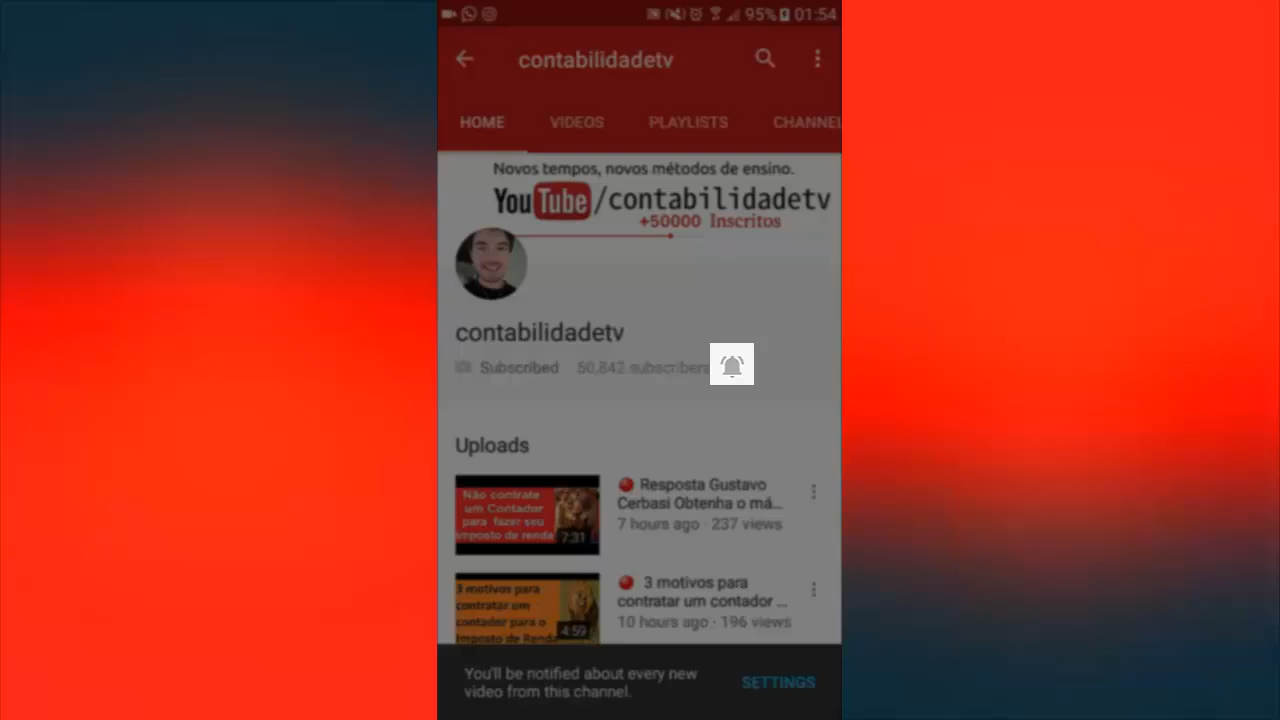 95% 01:54
contabilidadetv
HOME VIDEOS PLAYLISTS CHANNEL
Novos tempos, novos métodos de ensino.
YouTube/contabilidadetv
+50000 Inscritos
contabilidadetv
Subscribed 50,842 subscribers
Uploads
Não contrate
um Contador
para fazer seu
imposto de renda
7:31
Resposta Gustavo
Cerbasi Obtenha o má...
7 hours ago · 237 views
3 motivos para
contratar um
contador para o
Imposto de Renda
4:59
3 motivos para
contratar um contador ...
10 hours ago · 196 views
You'll be notified about every new
video from this channel.
SETTINGS